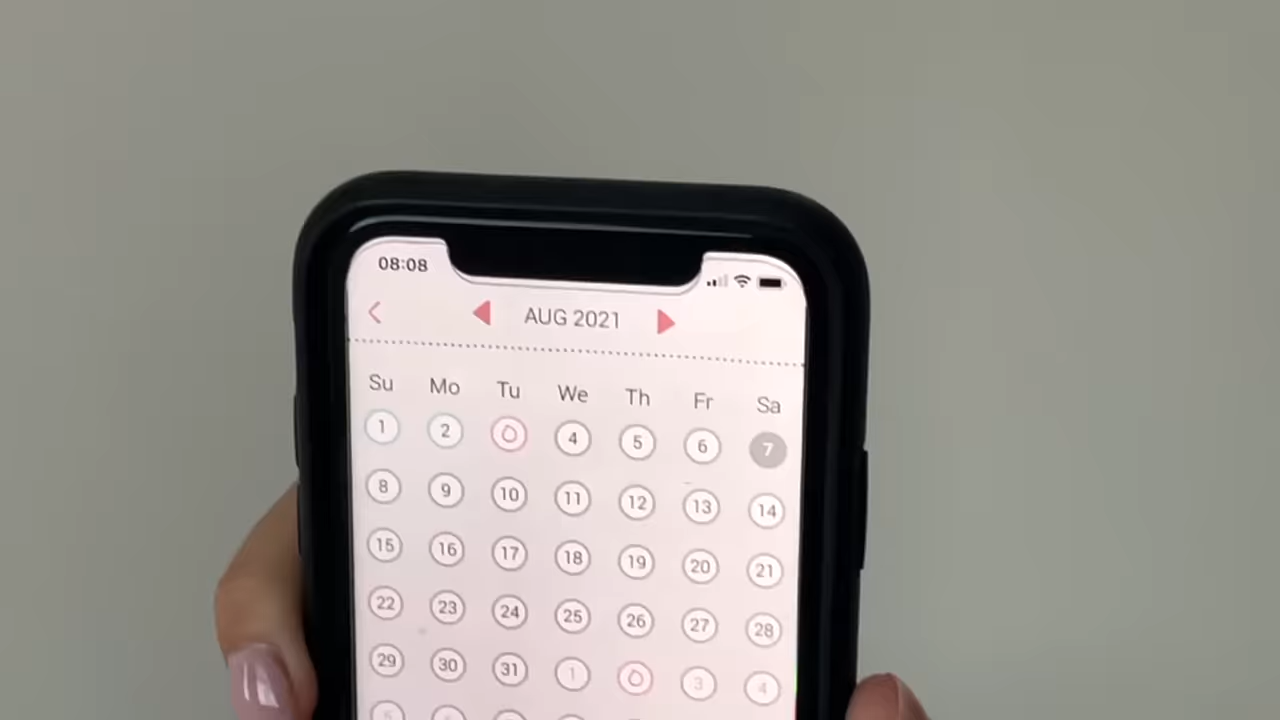 08:08
AUG 2021
Su Mo Tu We Th Fr Sa
1 2 4 5 6 7
8 9 10 11 12 13 14
15 16 17 18 19 20 21
22 23 24 25 26 27 28
29 30 31 1 3 4